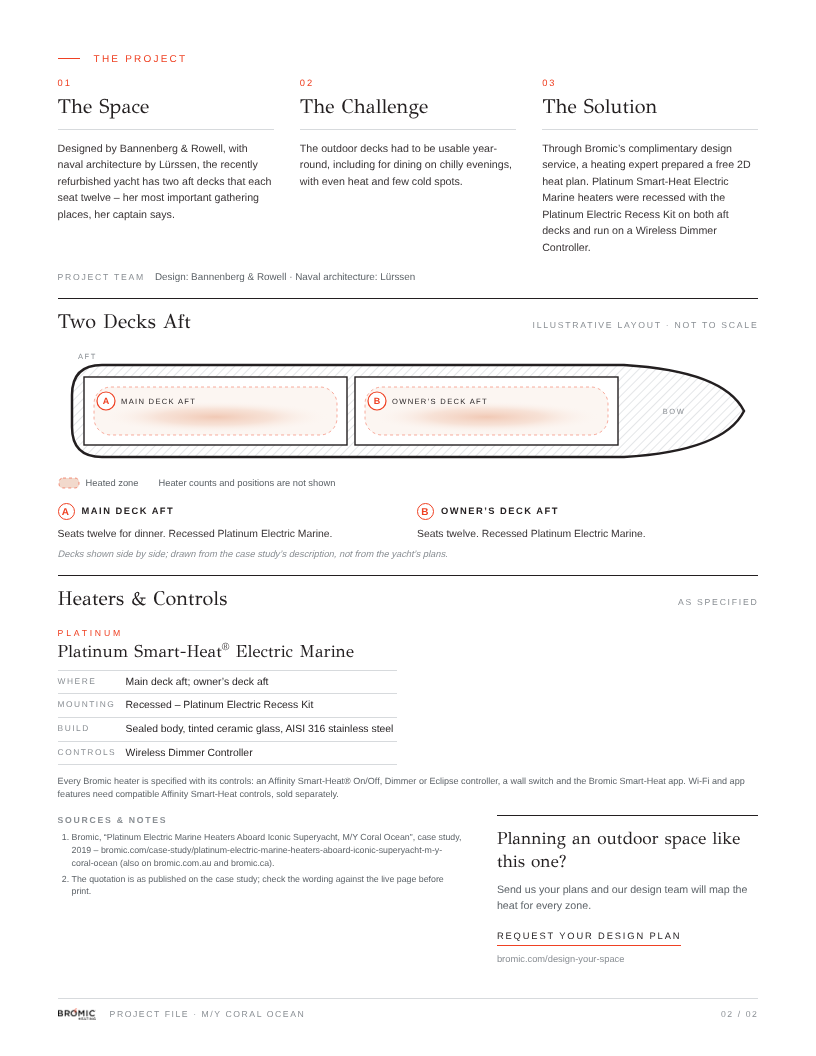 THE PROJECT
01
The Space
Designed by Bannenberg & Rowell, with
naval architecture by Lürssen, the recently
refurbished yacht has two aft decks that each
seat twelve – her most important gathering
places, her captain says.
02
The Challenge
The outdoor decks had to be usable year-
round, including for dining on chilly evenings,
with even heat and few cold spots.
03
The Solution
Through Bromic’s complimentary design
service, a heating expert prepared a free 2D
heat plan. Platinum Smart-Heat Electric
Marine heaters were recessed with the
Platinum Electric Recess Kit on both aft
decks and run on a Wireless Dimmer
Controller.
PROJECT TEAM Design: Bannenberg & Rowell · Naval architecture: Lürssen
Two Decks Aft
ILLUSTRATIVE LAYOUT · NOT TO SCALE
AFT
A MAIN DECK AFT
B OWNER’S DECK AFT
BOW
Heated zone Heater counts and positions are not shown
A MAIN DECK AFT
Seats twelve for dinner. Recessed Platinum Electric Marine.
B OWNER’S DECK AFT
Seats twelve. Recessed Platinum Electric Marine.
Decks shown side by side; drawn from the case study’s description, not from the yacht’s plans.
Heaters & Controls
AS SPECIFIED
PLATINUM
Platinum Smart-Heat® Electric Marine
WHERE Main deck aft; owner’s deck aft
MOUNTING Recessed – Platinum Electric Recess Kit
BUILD Sealed body, tinted ceramic glass, AISI 316 stainless steel
CONTROLS Wireless Dimmer Controller
Every Bromic heater is specified with its controls: an Affinity Smart-Heat® On/Off, Dimmer or Eclipse controller, a wall switch and the Bromic Smart-Heat app. Wi-Fi and app
features need compatible Affinity Smart-Heat controls, sold separately.
SOURCES & NOTES
1. Bromic, “Platinum Electric Marine Heaters Aboard Iconic Superyacht, M/Y Coral Ocean”, case study,
2019 – bromic.com/case-study/platinum-electric-marine-heaters-aboard-iconic-superyacht-m-y-
coral-ocean (also on bromic.com.au and bromic.ca).
2. The quotation is as published on the case study; check the wording against the live page before
print.
Planning an outdoor space like
this one?
Send us your plans and our design team will map the
heat for every zone.
REQUEST YOUR DESIGN PLAN
bromic.com/design-your-space
BROMIC
HEATING
PROJECT FILE · M/Y CORAL OCEAN
02 / 02